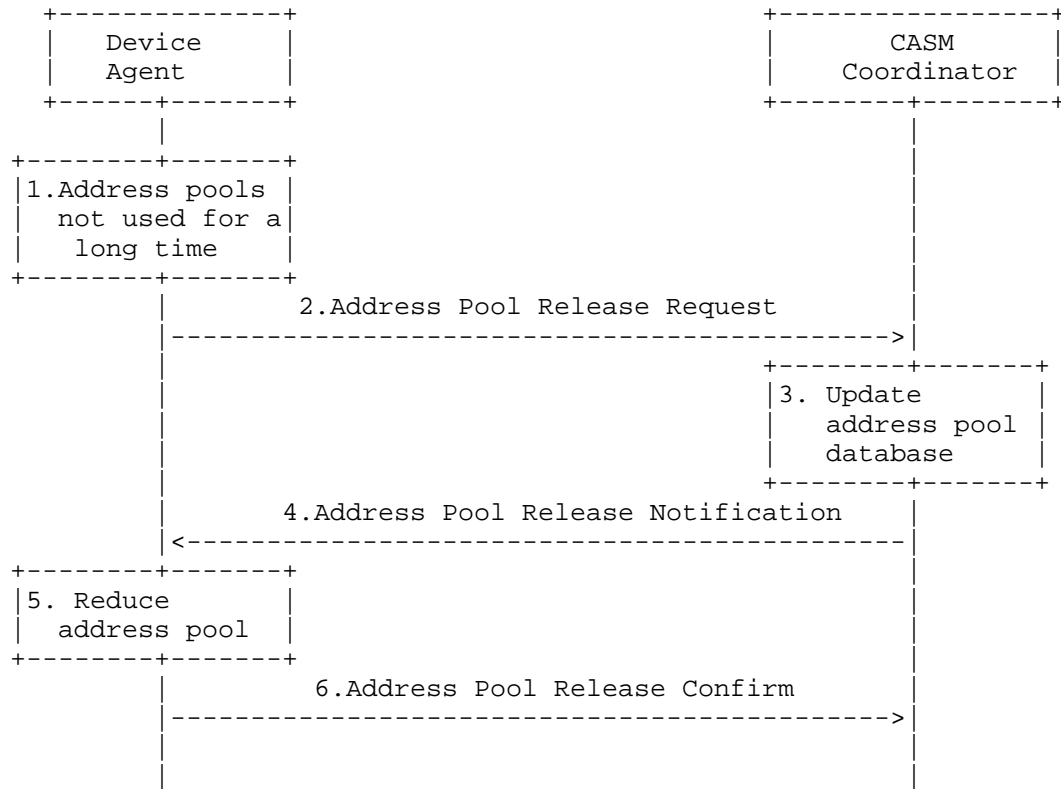 Device
Agent
CASM
Coordinator
1.Address pools
not used for a
long time
2.Address Pool Release Request
3. Update
address pool
database
4.Address Pool Release Notification
5. Reduce
address pool
6.Address Pool Release Confirm